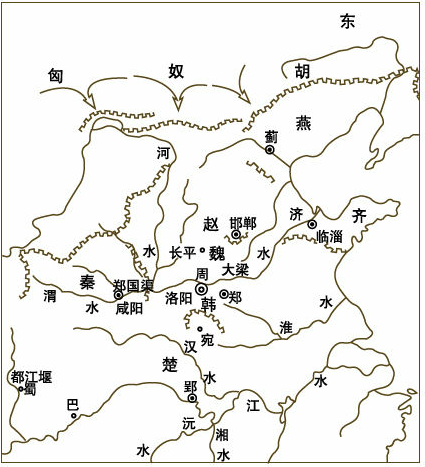 东
匈
奴
胡
燕
蓟
河
赵
邯郸
济
齐
临淄
水
长平
魏
水
大梁
周
秦
郑国渠
渭
水
咸阳
洛阳
韩
郑
水
淮
宛
汉
楚
都江堰
蜀
郢
水
水
巴
江
沅
湘
水
水